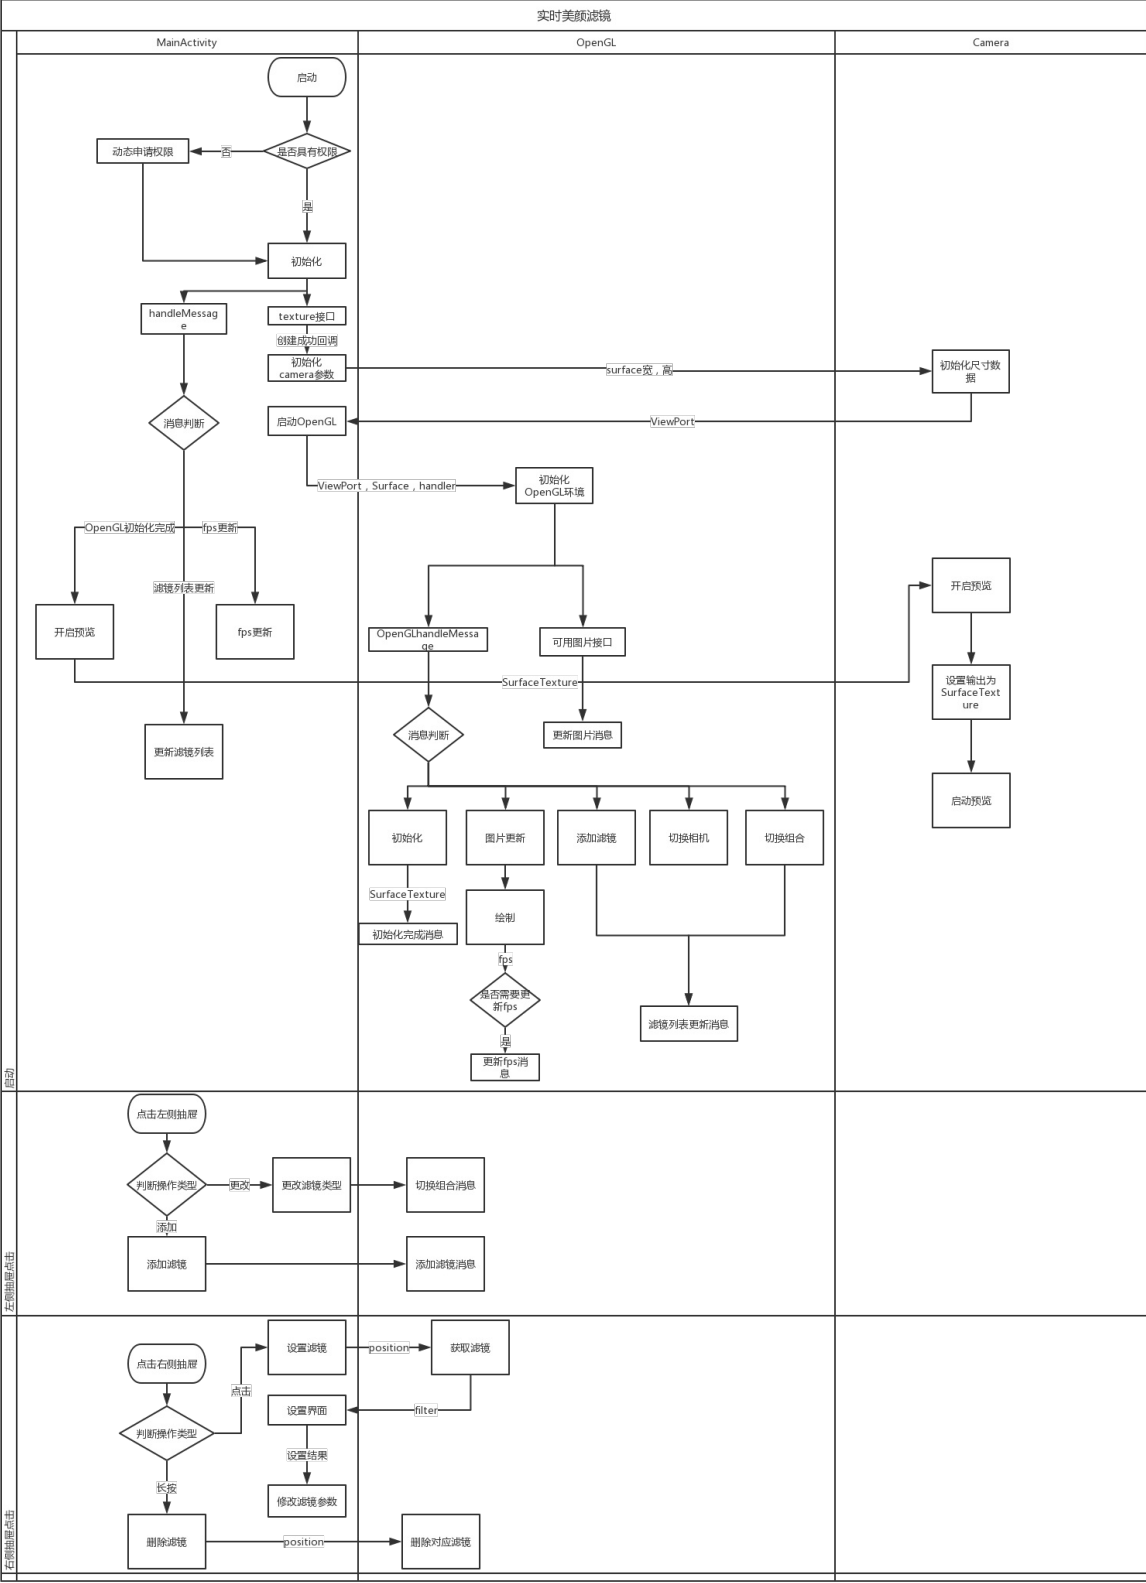 实时美颜滤镜
MainActivity
OpenGL
Camera
启动
是否具有权限
否
动态申请权限
是
初始化
handleMessag
e
texture接口
创建成功回调
初始化
camera参数
surface宽，高
初始化尺寸数
据
消息判断
启动OpenGL
ViewPort
ViewPort，Surface，handler
初始化
OpenGL环境
OpenGL初始化完成
fps更新
滤镜列表更新
开启预览
fps更新
开启预览
OpenGLhandleMessa
ge
可用图片接口
SurfaceTexture
设置输出为
SurfaceText
ure
更新滤镜列表
消息判断
更新图片消息
启动预览
初始化
图片更新
添加滤镜
切换相机
切换组合
SurfaceTexture
初始化完成消息
绘制
fps
是否需要更
新fps
是
更新fps消
息
滤镜列表更新消息
启动
点击左侧抽屉
判断操作类型
更改
更改滤镜类型
切换组合消息
添加
添加滤镜
添加滤镜消息
左侧抽屉点击
点击右侧抽屉
设置滤镜
position
获取滤镜
点击
设置界面
filter
判断操作类型
设置结果
长按
修改滤镜参数
删除滤镜
position
删除对应滤镜
右侧抽屉点击